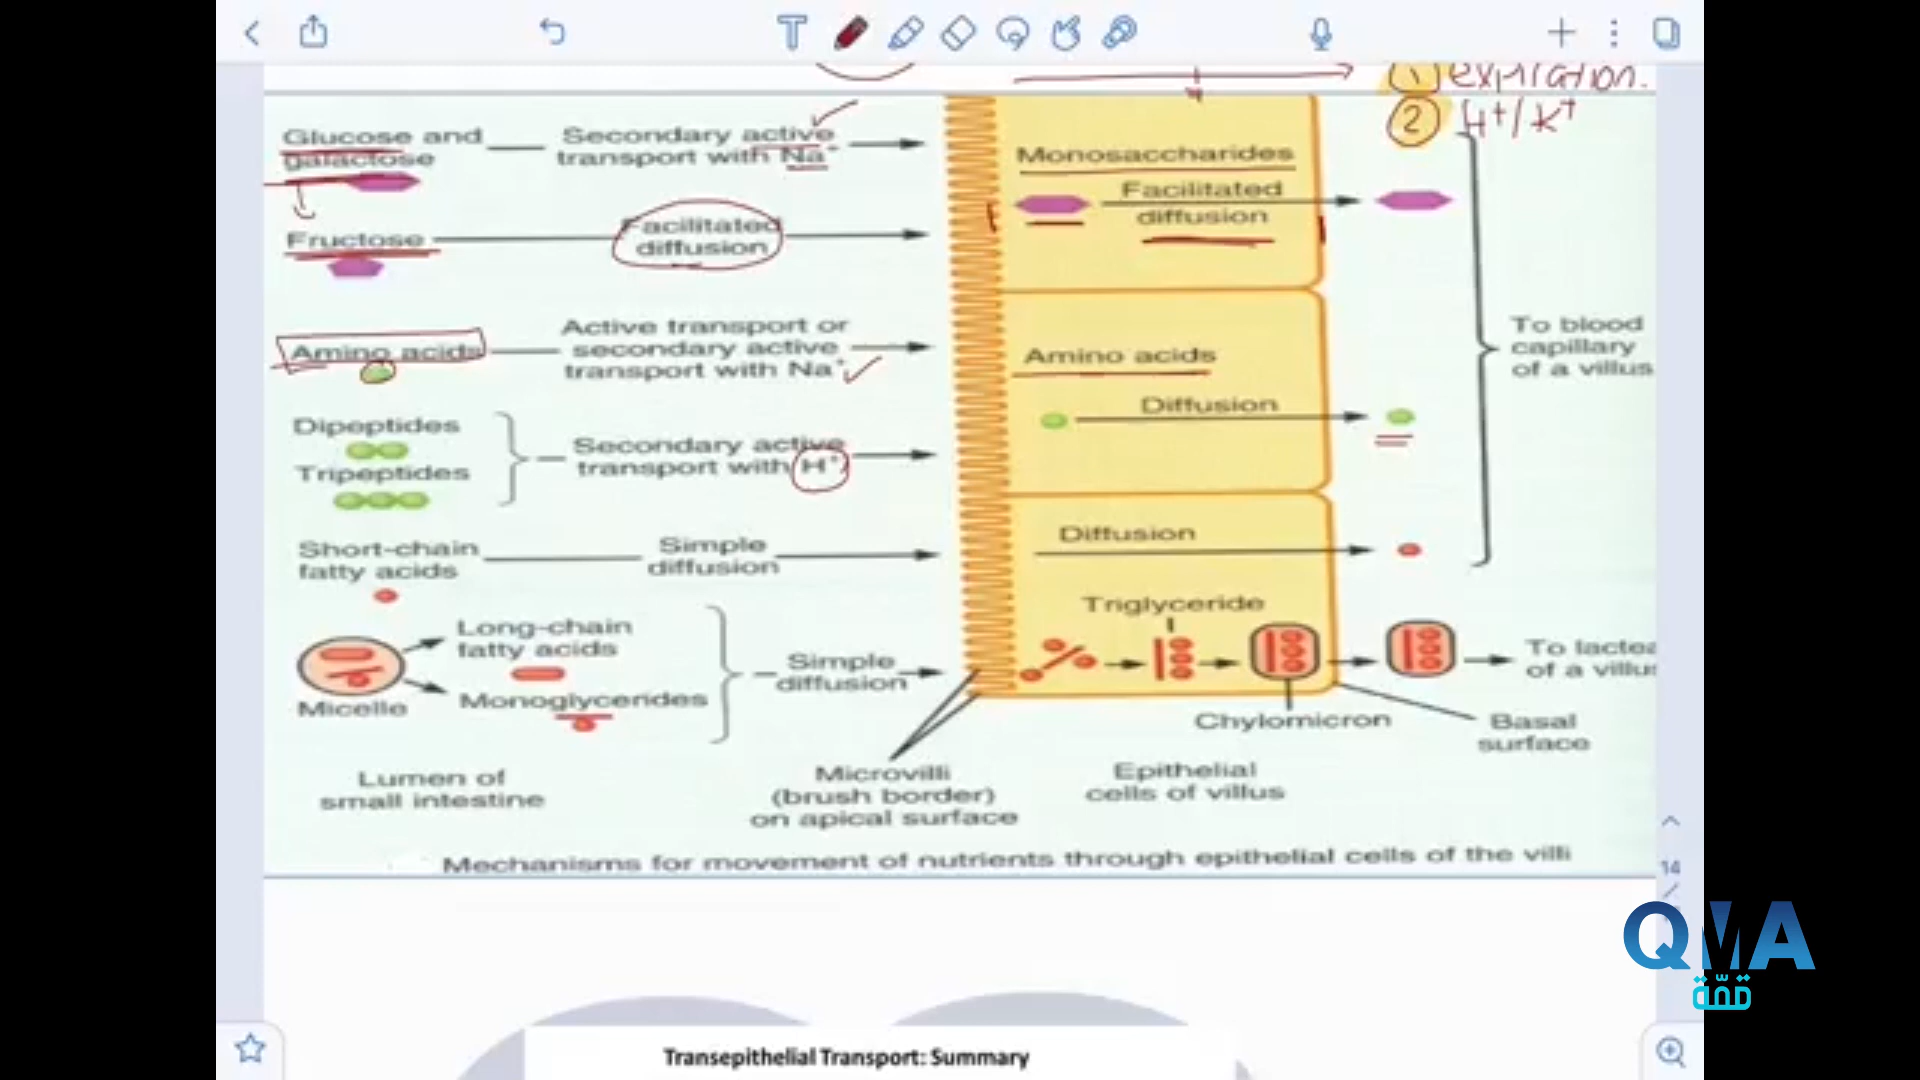 ① expiration.
② H⁺/K⁺
Glucose and
galactose
Secondary active
transport with Na⁺
Monosaccharides
Facilitated
diffusion
Fructose
Facilitated
diffusion
Amino acids
Active transport or
secondary active
transport with Na⁺
Amino acids
Diffusion
To blood
capillary
of a villus
Dipeptides
Tripeptides
Secondary active
transport with H⁺
Short-chain
fatty acids
Simple
diffusion
Diffusion
Triglyceride
Micelle
Long-chain
fatty acids
Monoglycerides
Simple
diffusion
Chylomicron
To lactea
of a villus
Basal
surface
Lumen of
small intestine
Microvilli
(brush border)
on apical surface
Epithelial
cells of villus
Mechanisms for movement of nutrients through epithelial cells of the villi
14
QMA
قمّة
Transepithelial Transport: Summary